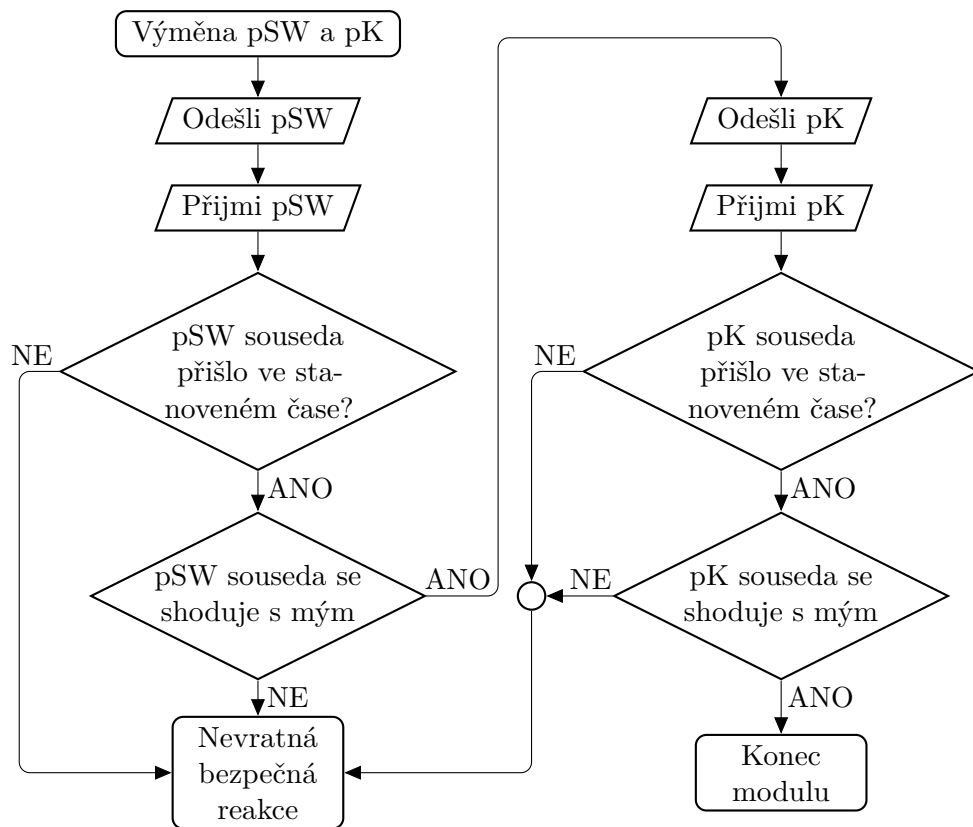 Výměna pSW a pK
Odešli pSW
Přijmi pSW
pSW souseda
přišlo ve sta-
noveném čase?
NE
ANO
pSW souseda se
shoduje s mým
ANO
NE
Nevratná
bezpečná
reakce
Odešli pK
Přijmi pK
pK souseda
přišlo ve sta-
noveném čase?
NE
ANO
pK souseda se
shoduje s mým
NE
ANO
Konec
modulu